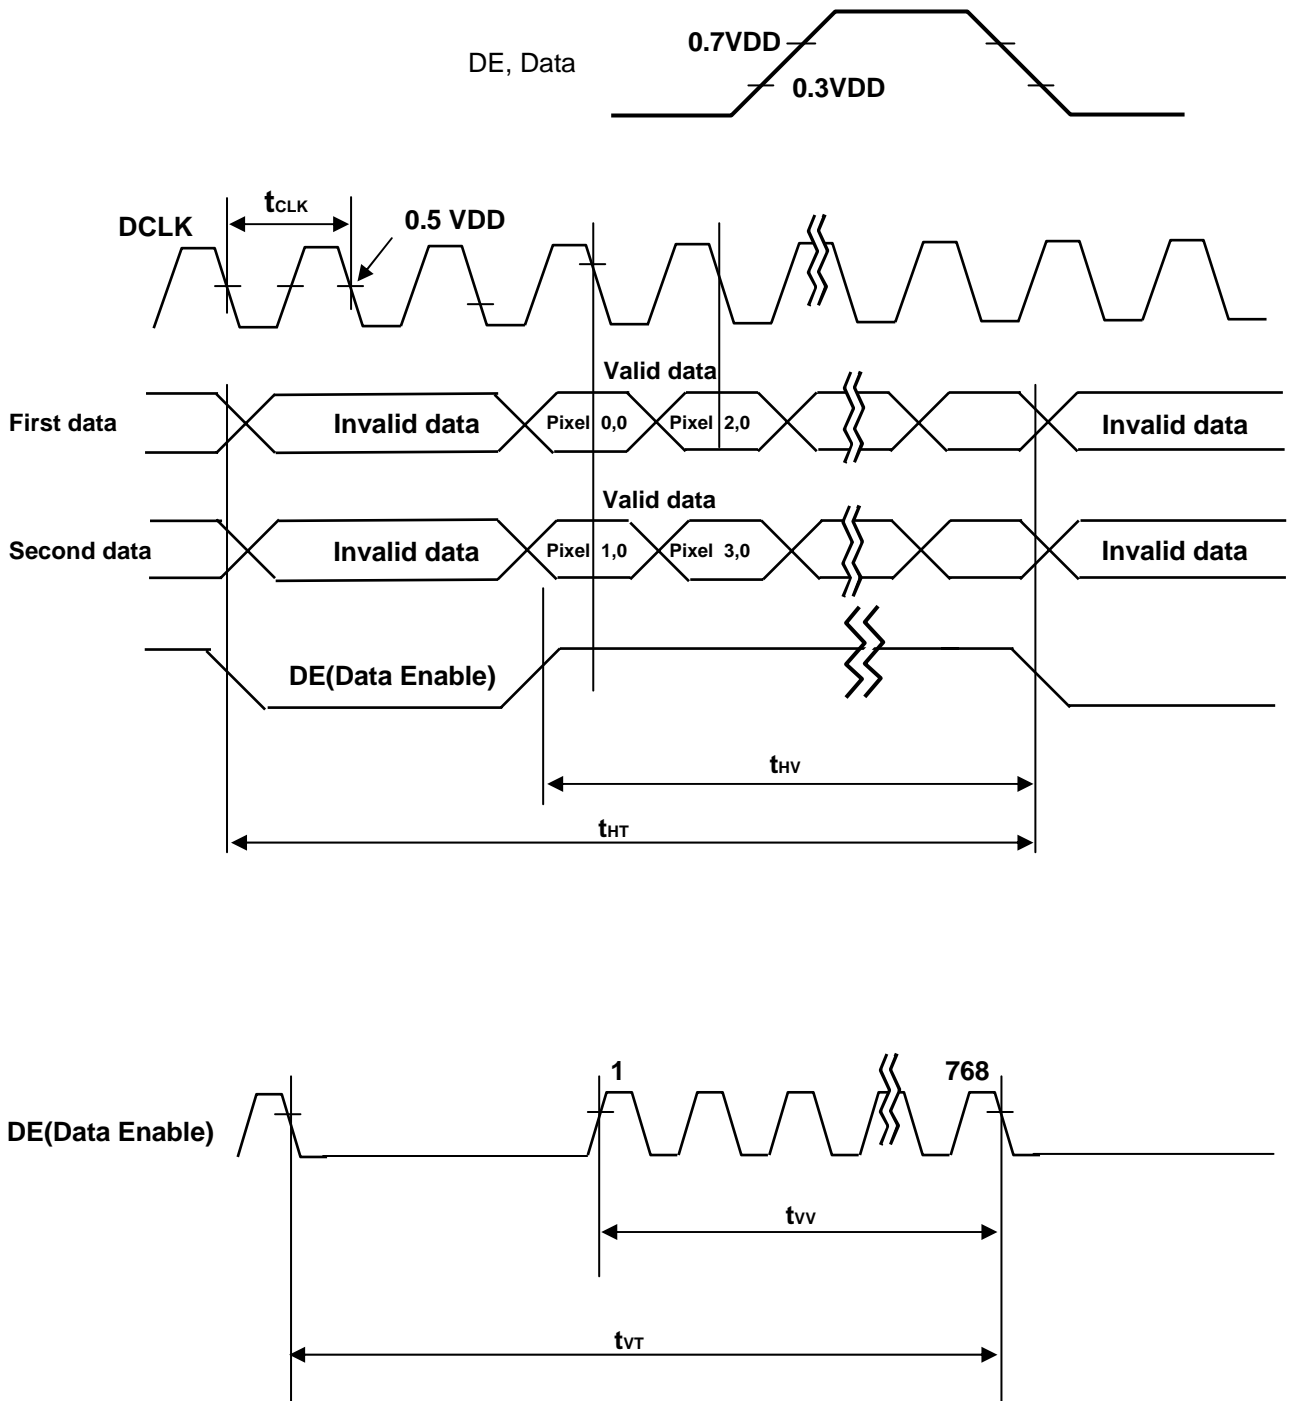 0.7VDD
DE, Data
0.3VDD
tCLK
DCLK
0.5 VDD
Valid data
First data
Invalid data
Pixel 0,0
Pixel 2,0
Invalid data
Valid data
Second data
Invalid data
Pixel 1,0
Pixel 3,0
Invalid data
DE(Data Enable)
tHV
tHT
1
768
DE(Data Enable)
tVV
tVT